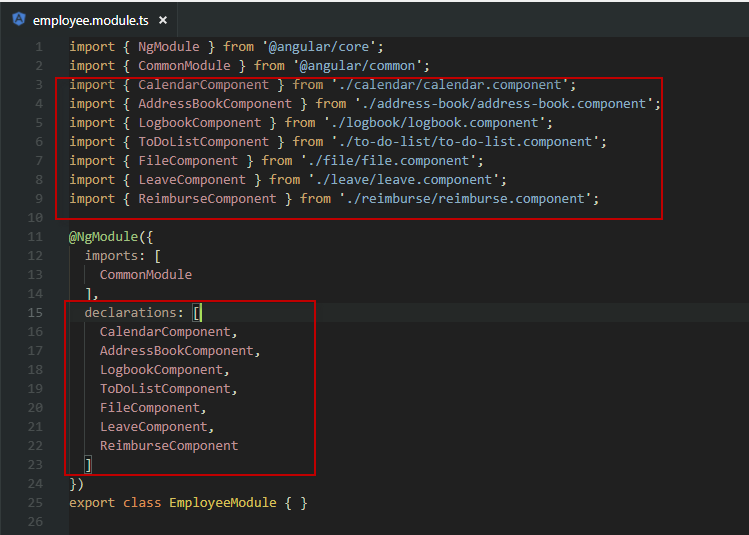 employee.module.ts ×
1 import { NgModule } from '@angular/core';
2 import { CommonModule } from '@angular/common';
3 import { CalendarComponent } from './calendar/calendar.component';
4 import { AddressBookComponent } from './address-book/address-book.component';
5 import { LogbookComponent } from './logbook/logbook.component';
6 import { ToDoListComponent } from './to-do-list/to-do-list.component';
7 import { FileComponent } from './file/file.component';
8 import { LeaveComponent } from './leave/leave.component';
9 import { ReimburseComponent } from './reimburse/reimburse.component';
10
11 @NgModule({
12   imports: [
13     CommonModule
14   ],
15   declarations: [
16     CalendarComponent,
17     AddressBookComponent,
18     LogbookComponent,
19     ToDoListComponent,
20     FileComponent,
21     LeaveComponent,
22     ReimburseComponent
23   ]
24 })
25 export class EmployeeModule { }
26